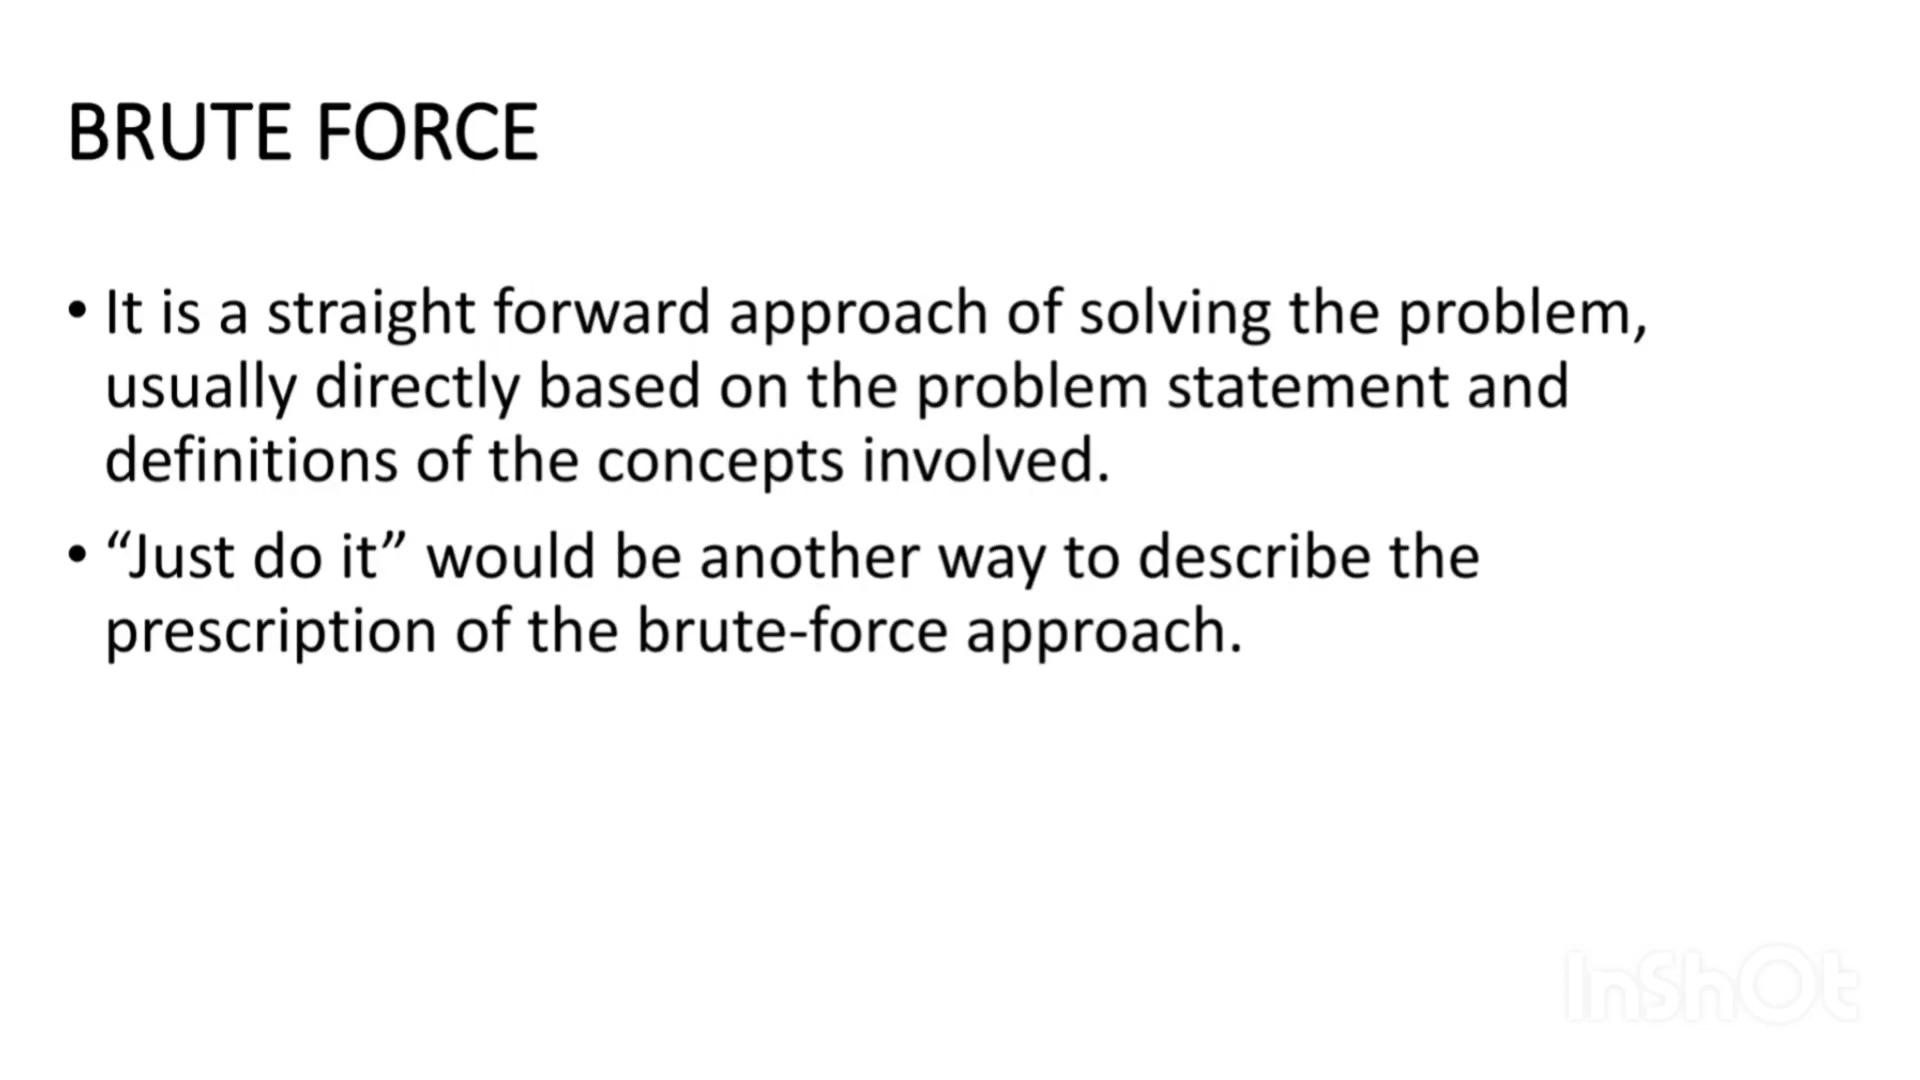 BRUTE FORCE
• It is a straight forward approach of solving the problem,
usually directly based on the problem statement and
definitions of the concepts involved.
• “Just do it” would be another way to describe the
prescription of the brute-force approach.
InShOt